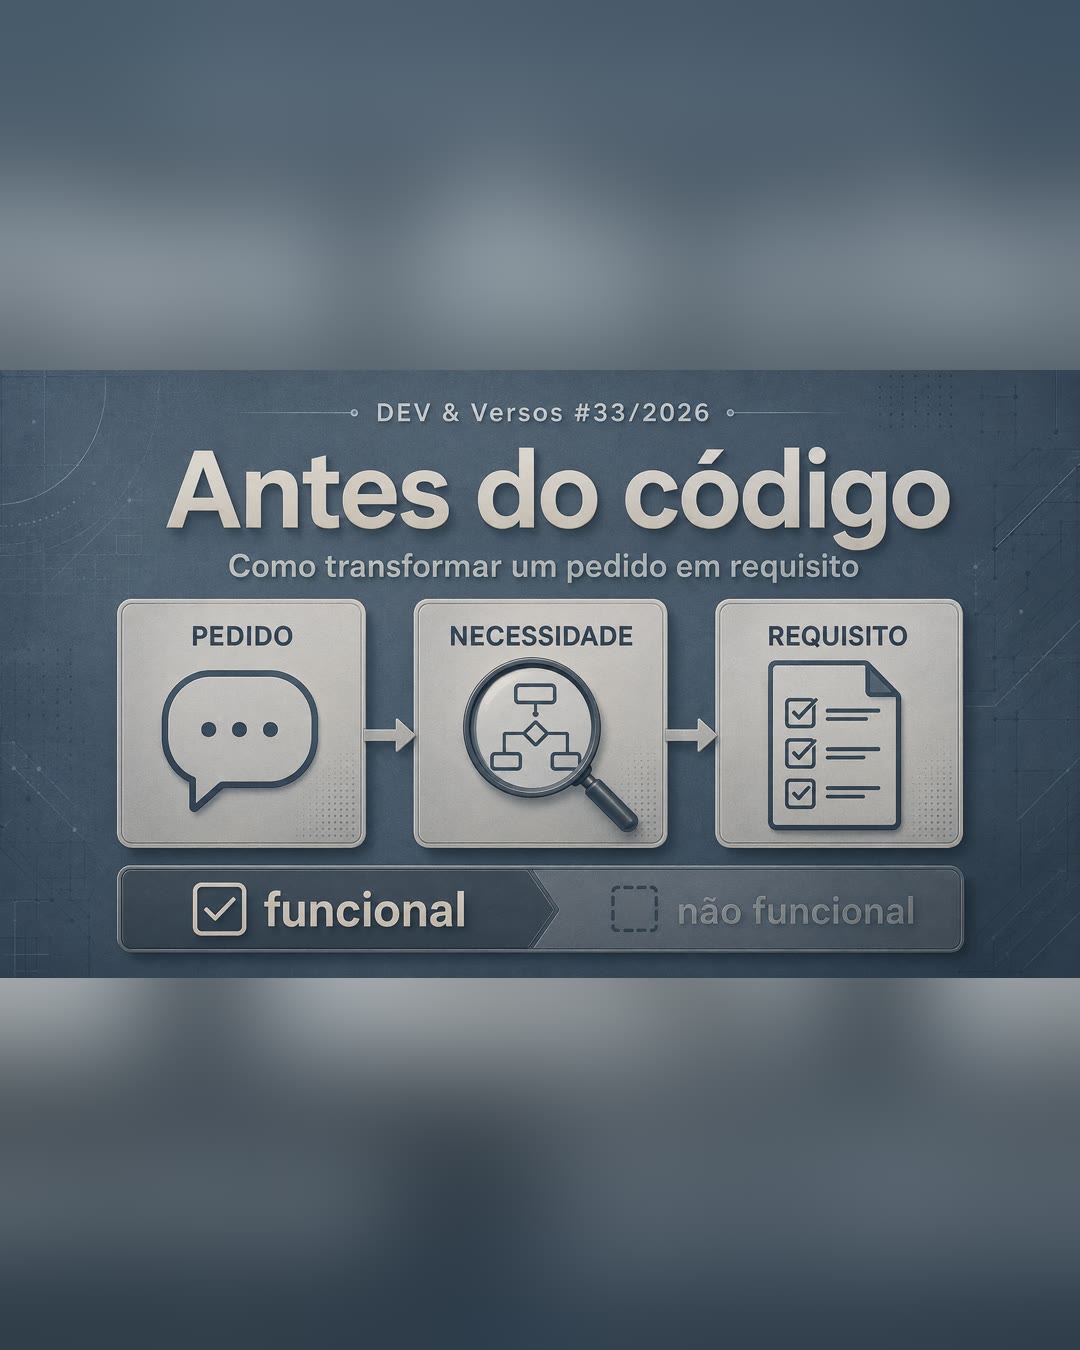 DEV & Versos #33/2026
Antes do código
Como transformar um pedido em requisito
PEDIDO
NECESSIDADE
REQUISITO
funcional
não funcional